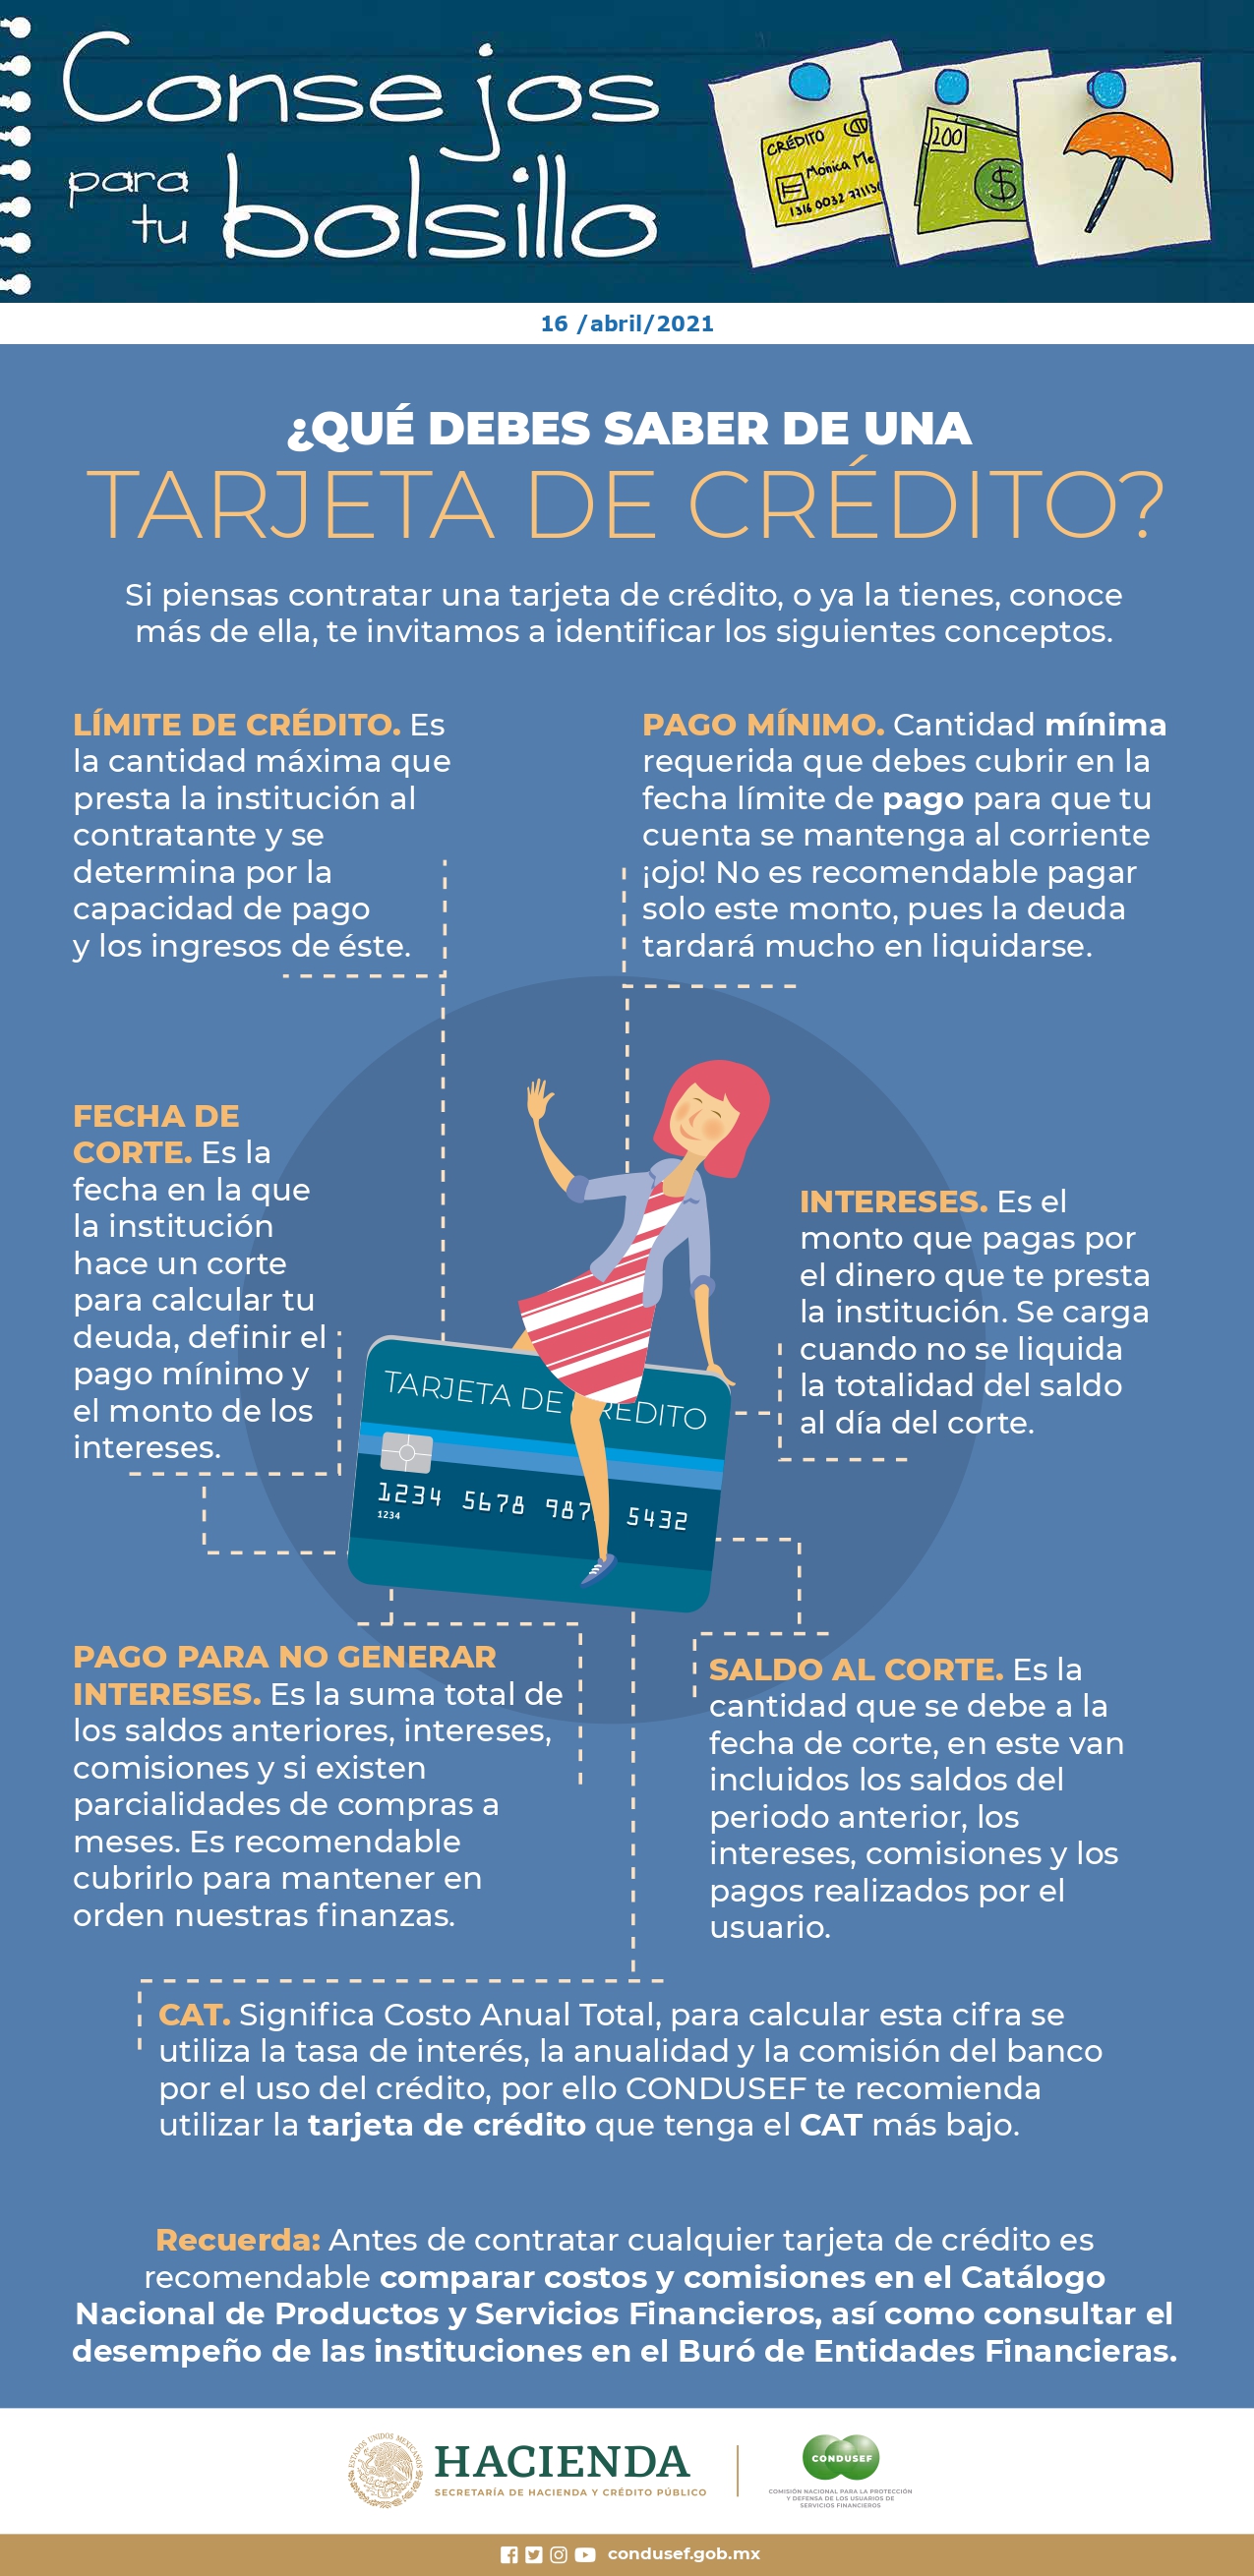 Consejos
para
tu bolsillo
CRÉDITO
Mónica Me
1316 0032
200
$
16 /abril/2021
¿QUÉ DEBES SABER DE UNA
TARJETA DE CRÉDITO?
Si piensas contratar una tarjeta de crédito, o ya la tienes, conoce
más de ella, te invitamos a identificar los siguientes conceptos.
LÍMITE DE CRÉDITO. Es
la cantidad máxima que
presta la institución al
contratante y se
determina por la
capacidad de pago
y los ingresos de éste.
PAGO MÍNIMO. Cantidad mínima
requerida que debes cubrir en la
fecha límite de pago para que tu
cuenta se mantenga al corriente
¡ojo! No es recomendable pagar
solo este monto, pues la deuda
tardará mucho en liquidarse.
FECHA DE
CORTE. Es la
fecha en la que
la institución
hace un corte
para calcular tu
deuda, definir el
pago mínimo y
el monto de los
intereses.
INTERESES. Es el
monto que pagas por
el dinero que te presta
la institución. Se carga
cuando no se liquida
la totalidad del saldo
al día del corte.
TARJETA DE CRÉDITO
1234 5678 987 5432
1234
PAGO PARA NO GENERAR
INTERESES. Es la suma total de
los saldos anteriores, intereses,
comisiones y si existen
parcialidades de compras a
meses. Es recomendable
cubrirlo para mantener en
orden nuestras finanzas.
SALDO AL CORTE. Es la
cantidad que se debe a la
fecha de corte, en este van
incluidos los saldos del
periodo anterior, los
intereses, comisiones y los
pagos realizados por el
usuario.
CAT. Significa Costo Anual Total, para calcular esta cifra se
utiliza la tasa de interés, la anualidad y la comisión del banco
por el uso del crédito, por ello CONDUSEF te recomienda
utilizar la tarjeta de crédito que tenga el CAT más bajo.
Recuerda: Antes de contratar cualquier tarjeta de crédito es
recomendable comparar costos y comisiones en el Catálogo
Nacional de Productos y Servicios Financieros, así como consultar el
desempeño de las instituciones en el Buró de Entidades Financieras.
ESTADOS UNIDOS MEXICANOS
HACIENDA
SECRETARÍA DE HACIENDA Y CRÉDITO PÚBLICO
CONDUSEF
COMISIÓN NACIONAL PARA LA PROTECCIÓN
Y DEFENSA DE LOS USUARIOS DE
SERVICIOS FINANCIEROS
condusef.gob.mx